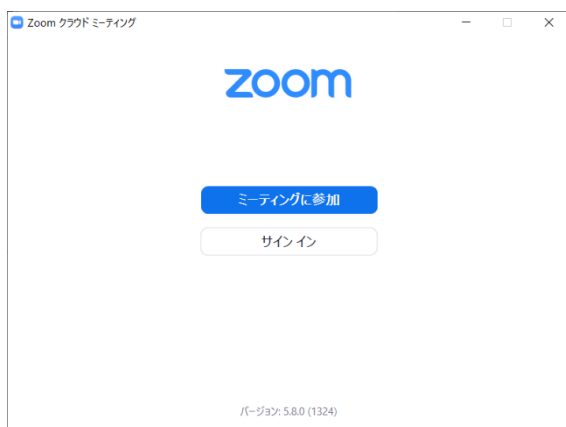 Zoom クラウド ミーティング
zoom
ミーティングに参加
サイン イン
バージョン: 5.8.0 (1324)